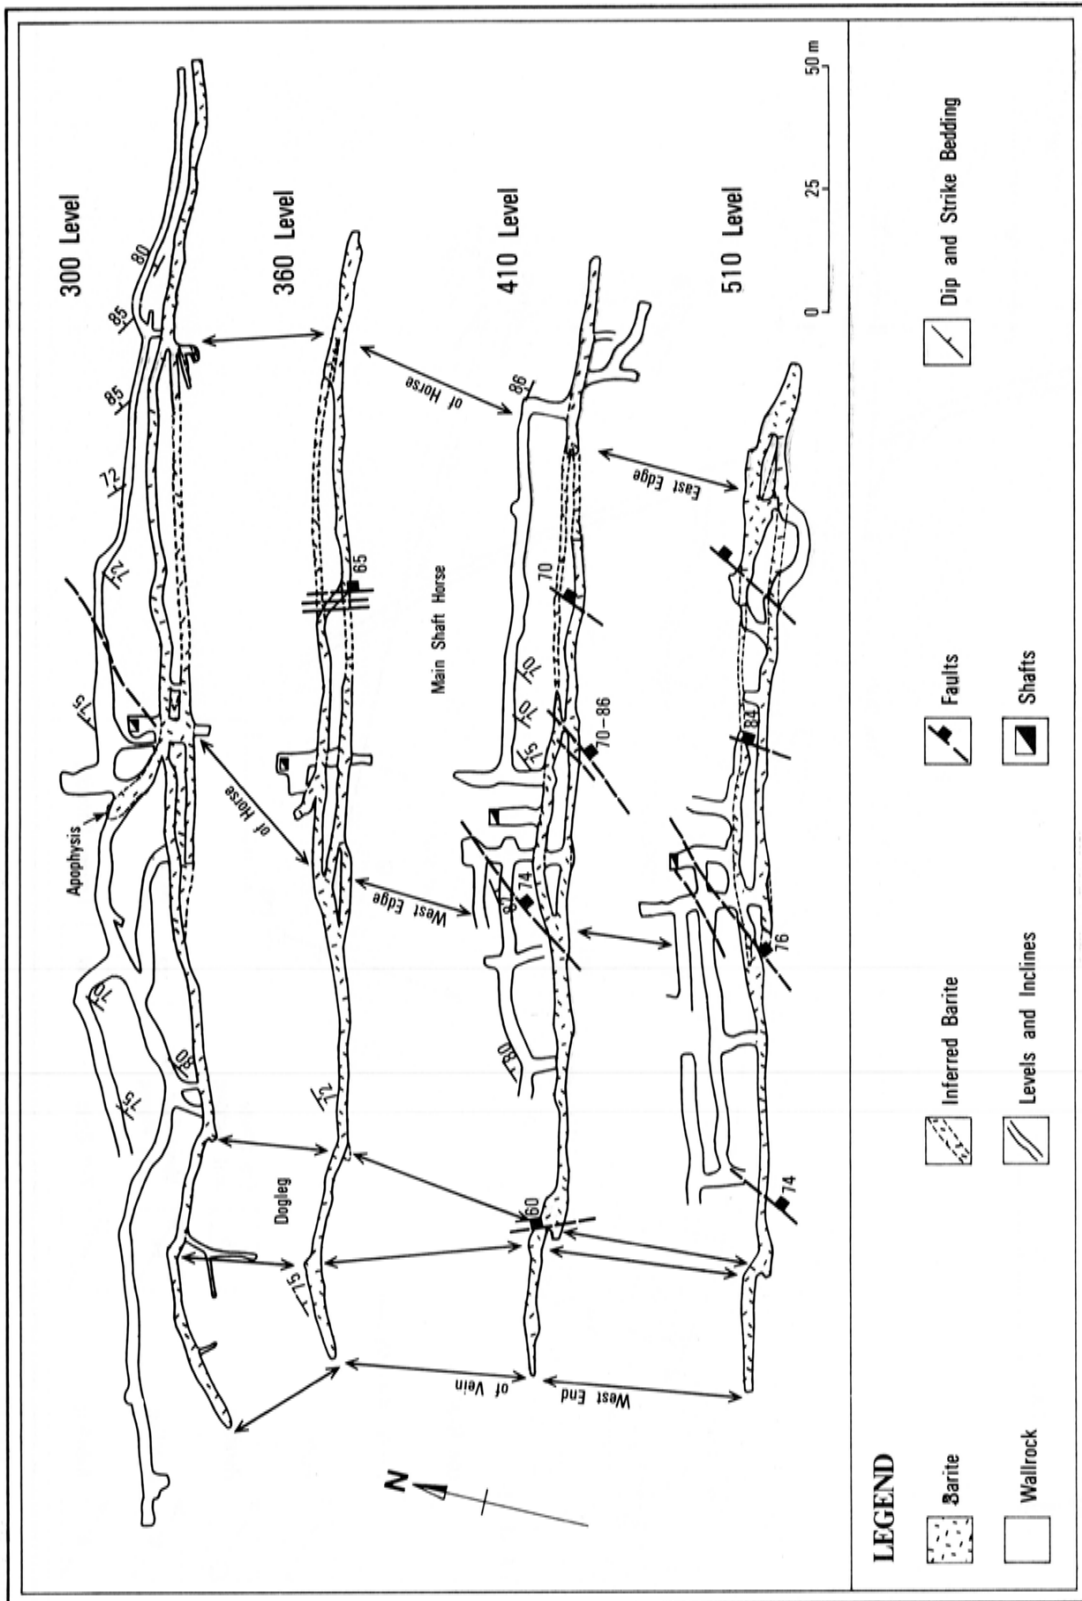 300 Level
360 Level
410 Level
510 Level
50 m
25
0
80
85
85
72
72
75
Apophysis
70
75
80
of Horse
65
72
75
Dogleg
Main Shaft Horse
of Horse
West Edge
86
70
70
70
75
70-86
74
82
80
60
East Edge
84
76
74
of Vein
West End
N
LEGEND
Barite
Wallrock
Inferred Barite
Levels and Inclines
Faults
Shafts
Dip and Strike Bedding